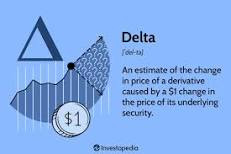 Delta
['del-tə]
An estimate of the change
in price of a derivative
caused by a $1 change in
the price of its underlying
security.
$1
Investopedia